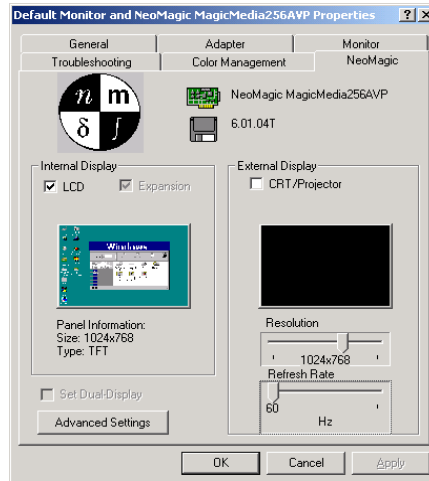 Default Monitor and NeoMagic MagicMedia256AVP Properties
General Adapter Monitor
Troubleshooting Color Management NeoMagic
n m
δ ∫
NeoMagic MagicMedia256AVP
6.01.04T
Internal Display
LCD Expansion
Windows
Panel Information:
Size: 1024x768
Type: TFT
Set Dual-Display
Advanced Settings
External Display
CRT/Projector
Resolution
1024x768
Refresh Rate
60
Hz
OK Cancel Apply